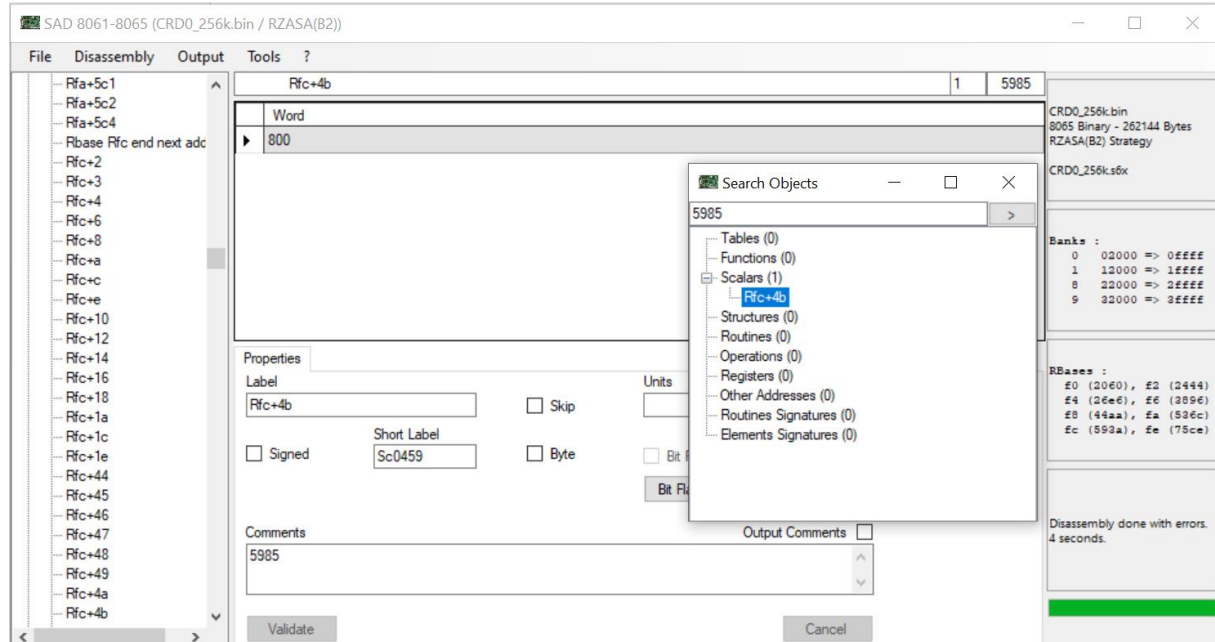 SAD 8061-8065 (CRD0_256k.bin / RZASA(B2))
File Disassembly Output Tools ?
Rfa+5c1
Rfa+5c2
Rfa+5c4
Rbase Rfc end next add
Rfc+2
Rfc+3
Rfc+4
Rfc+6
Rfc+8
Rfc+a
Rfc+c
Rfc+e
Rfc+10
Rfc+12
Rfc+14
Rfc+16
Rfc+18
Rfc+1a
Rfc+1c
Rfc+1e
Rfc+44
Rfc+45
Rfc+46
Rfc+47
Rfc+48
Rfc+49
Rfc+4a
Rfc+4b
Rfc+4b 1 5985
Word
800
Properties
Label Units
Rfc+4b Skip
Short Label
Signed Sc0459 Byte Bit
Bit
Comments Output Comments
5985
Validate Cancel
Search Objects
5985 >
Tables (0)
Functions (0)
Scalars (1)
Rfc+4b
Structures (0)
Routines (0)
Operations (0)
Registers (0)
Other Addresses (0)
Routines Signatures (0)
Elements Signatures (0)
CRD0_256k.bin
8065 Binary - 262144 Bytes
RZASA(B2) Strategy
CRD0_256k.s6x
Banks :
0 02000 => 0ffff
1 12000 => 1ffff
8 22000 => 2ffff
9 32000 => 3ffff
RBases :
f0 (2060), f2 (2444)
f4 (26e6), f6 (3896)
f8 (44aa), fa (536c)
fc (593a), fe (75ce)
Disassembly done with errors.
4 seconds.